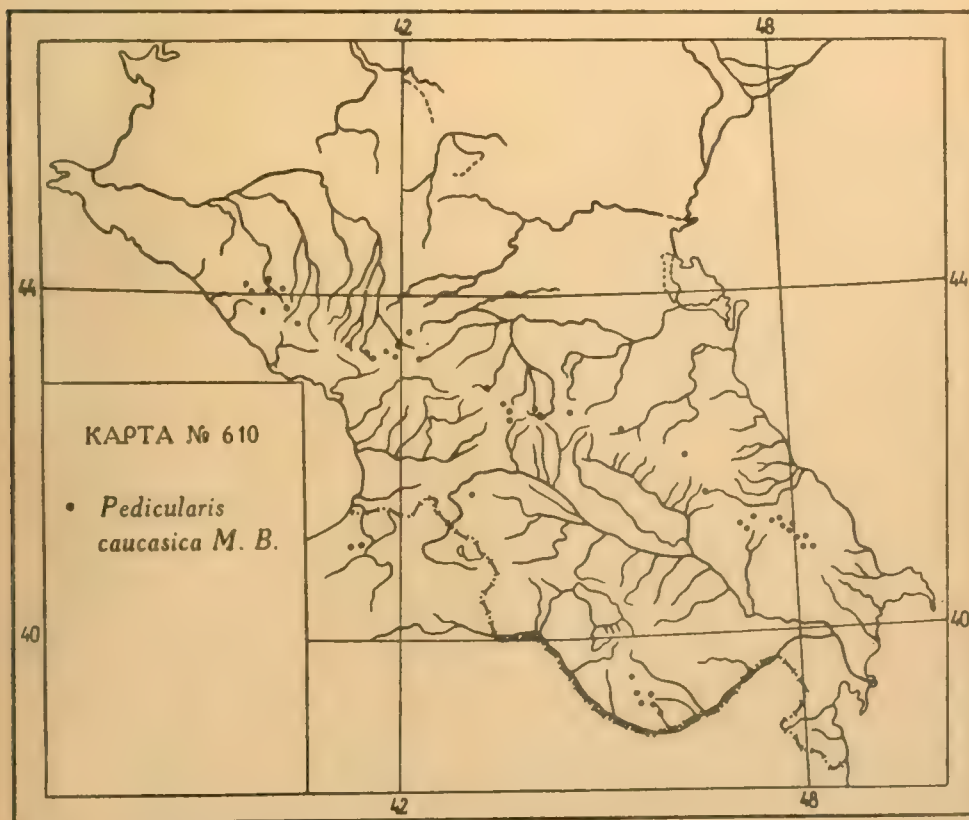 42 48
44 44
КАРТА № 610
• Pedicularis
caucasica M. B.
40 40
42 48